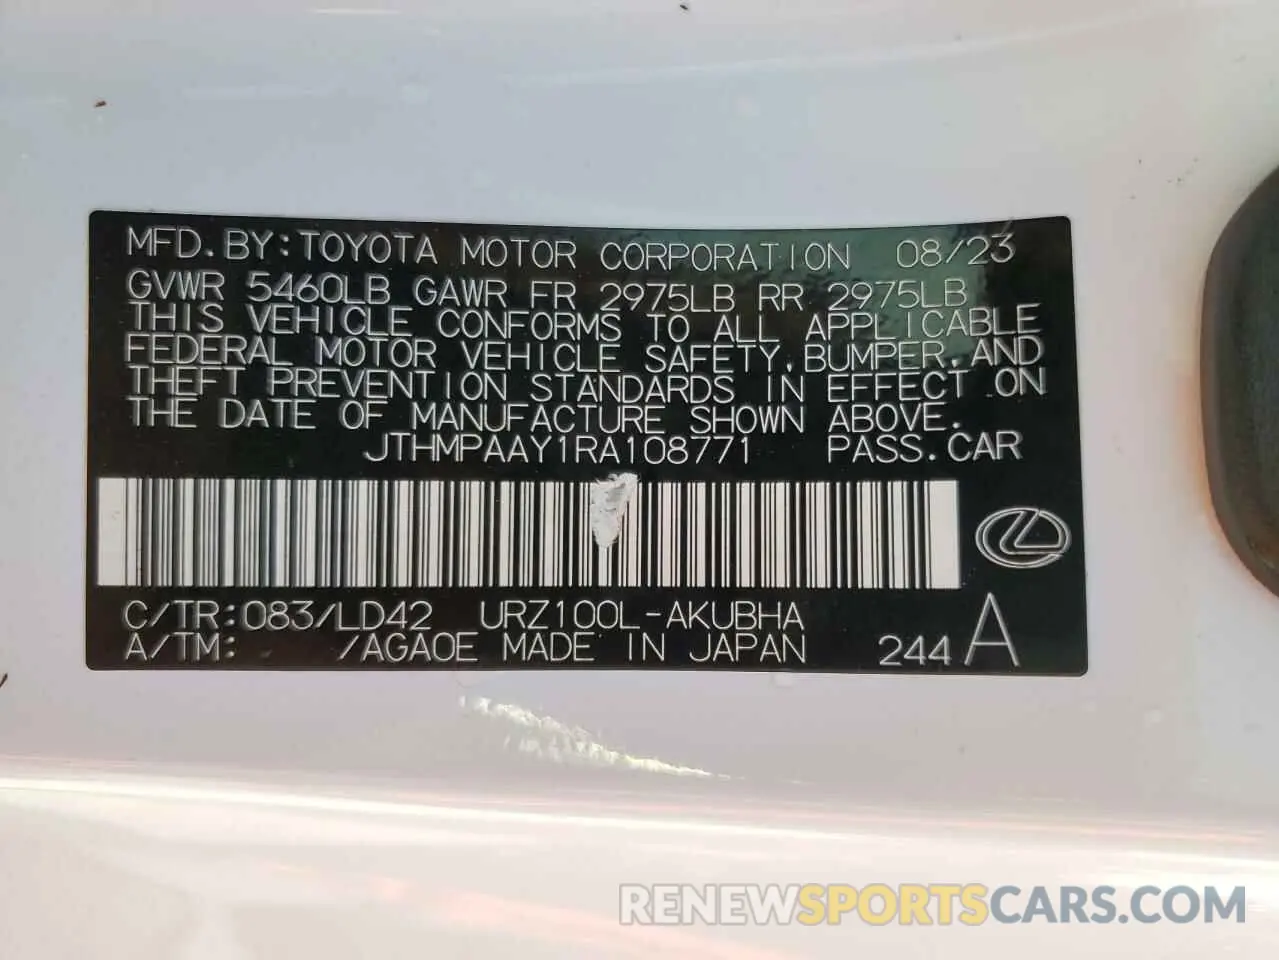 MFD.BY:TOYOTA MOTOR CORPORATION 08/23
GVWR 5460LB GAWR FR 2975LB RR 2975LB
THIS VEHICLE CONFORMS TO ALL APPLICABLE
FEDERAL MOTOR VEHICLE SAFETY,BUMPER,AND
THEFT PREVENTION STANDARDS IN EFFECT ON
THE DATE OF MANUFACTURE SHOWN ABOVE.
JTHMPAAY1RA108771 PASS.CAR
C/TR:083/LD42 URZ100L-AKUBHA
A/TM: /AGAOE MADE IN JAPAN 244 A
RENEWSPORTSCARS.COM